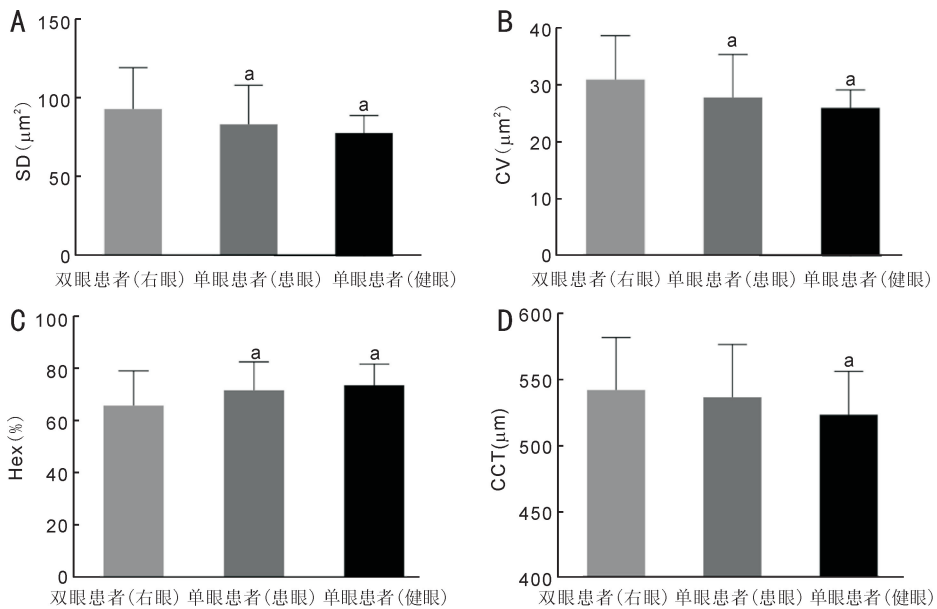 A
150
100
50
0
SD(μm²)
a
a
双眼患者(右眼) 单眼患者(患眼) 单眼患者(健眼)
B
40
30
20
10
0
CV(μm²)
a
a
双眼患者(右眼) 单眼患者(患眼) 单眼患者(健眼)
C
100
80
60
40
20
0
Hex(%)
a
a
双眼患者(右眼) 单眼患者(患眼) 单眼患者(健眼)
D
600
550
500
450
400
CCT(μm)
a
双眼患者(右眼) 单眼患者(患眼) 单眼患者(健眼)